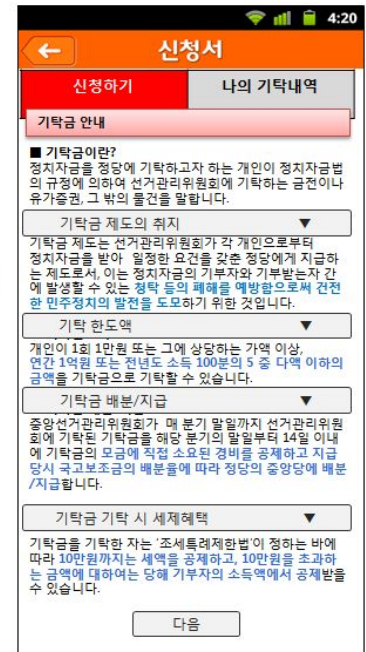 4:20
신청서
신청하기
나의 기탁내역
기탁금 안내
■ 기탁금이란?
정치자금을 정당에 기탁하고자 하는 개인이 정치자금법
의 규정에 의하여 선거관리위원회에 기탁하는 금전이나
유가증권, 그 밖의 물건을 말합니다.
기탁금 제도의 취지 ▼
기탁금 제도는 선거관리위원회가 각 개인으로부터
정치자금을 받아 일정한 요건을 갖춘 정당에게 지급하
는 제도로서, 이는 정치자금의 기부자와 기부받는자 간
에 발생할 수 있는 청탁 등의 폐해를 예방함으로써 건전
한 민주정치의 발전을 도모하기 위한 것입니다.
기탁 한도액 ▼
개인이 1회 1만원 또는 그에 상당하는 가액 이상,
연간 1억원 또는 전년도 소득 100분의 5 중 다액 이하의
금액을 기탁금으로 기탁할 수 있습니다.
기탁금 배분/지급 ▼
중앙선거관리위원회가 매 분기 말일까지 선거관리위원
회에 기탁된 기탁금을 해당 분기의 말일부터 14일 이내
에 기탁금의 모금에 직접 소요된 경비를 공제하고 지급
당시 국고보조금의 배분율에 따라 정당의 중앙당에 배분
/지급합니다.
기탁금 기탁 시 세제혜택 ▼
기탁금을 기탁한 자는 '조세특례제한법'이 정하는 바에
따라 10만원까지는 세액을 공제하고, 10만원을 초과하
는 금액에 대하여는 당해 기부자의 소득액에서 공제받을
수 있습니다.
다음